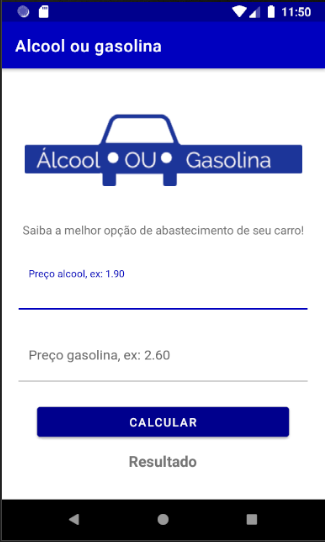 11:50
Alcool ou gasolina
Álcool OU Gasolina
Saiba a melhor opção de abastecimento de seu carro!
Preço alcool, ex: 1.90
Preço gasolina, ex: 2.60
CALCULAR
Resultado